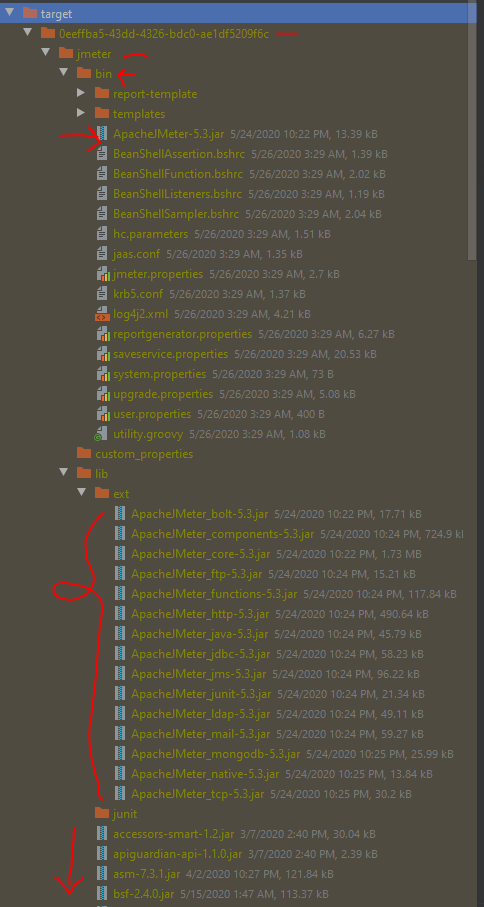 target
0eeffba5-43dd-4326-bdc0-ae1df5209f6c
jmeter
bin
report-template
templates
ApacheJMeter-5.3.jar 5/24/2020 10:22 PM, 13.39 kB
BeanShellAssertion.bshrc 5/26/2020 3:29 AM, 1.39 kB
BeanShellFunction.bshrc 5/26/2020 3:29 AM, 2.02 kB
BeanShellListeners.bshrc 5/26/2020 3:29 AM, 1.19 kB
BeanShellSampler.bshrc 5/26/2020 3:29 AM, 2.04 kB
hc.parameters 5/26/2020 3:29 AM, 1.51 kB
jaas.conf 5/26/2020 3:29 AM, 1.35 kB
jmeter.properties 5/26/2020 3:29 AM, 2.7 kB
krb5.conf 5/26/2020 3:29 AM, 1.37 kB
log4j2.xml 5/26/2020 3:29 AM, 4.21 kB
reportgenerator.properties 5/26/2020 3:29 AM, 6.27 kB
saveservice.properties 5/26/2020 3:29 AM, 20.53 kB
system.properties 5/26/2020 3:29 AM, 73 B
upgrade.properties 5/26/2020 3:29 AM, 5.08 kB
user.properties 5/26/2020 3:29 AM, 400 B
utility.groovy 5/26/2020 3:29 AM, 1.08 kB
custom_properties
lib
ext
ApacheJMeter_bolt-5.3.jar 5/24/2020 10:22 PM, 17.71 kB
ApacheJMeter_components-5.3.jar 5/24/2020 10:24 PM, 724.9 kB
ApacheJMeter_core-5.3.jar 5/24/2020 10:22 PM, 1.73 MB
ApacheJMeter_ftp-5.3.jar 5/24/2020 10:24 PM, 15.21 kB
ApacheJMeter_functions-5.3.jar 5/24/2020 10:24 PM, 117.84 kB
ApacheJMeter_http-5.3.jar 5/24/2020 10:24 PM, 490.64 kB
ApacheJMeter_java-5.3.jar 5/24/2020 10:24 PM, 45.79 kB
ApacheJMeter_jdbc-5.3.jar 5/24/2020 10:24 PM, 58.23 kB
ApacheJMeter_jms-5.3.jar 5/24/2020 10:24 PM, 96.22 kB
ApacheJMeter_junit-5.3.jar 5/24/2020 10:24 PM, 21.34 kB
ApacheJMeter_ldap-5.3.jar 5/24/2020 10:24 PM, 49.11 kB
ApacheJMeter_mail-5.3.jar 5/24/2020 10:24 PM, 59.27 kB
ApacheJMeter_mongodb-5.3.jar 5/24/2020 10:25 PM, 25.99 kB
ApacheJMeter_native-5.3.jar 5/24/2020 10:25 PM, 13.84 kB
ApacheJMeter_tcp-5.3.jar 5/24/2020 10:25 PM, 30.2 kB
junit
accessors-smart-1.2.jar 3/7/2020 2:40 PM, 30.04 kB
apiguardian-api-1.1.0.jar 3/7/2020 2:40 PM, 2.39 kB
asm-7.3.1.jar 4/2/2020 10:27 PM, 121.84 kB
bsf-2.4.0.jar 5/15/2020 1:47 AM, 113.37 kB